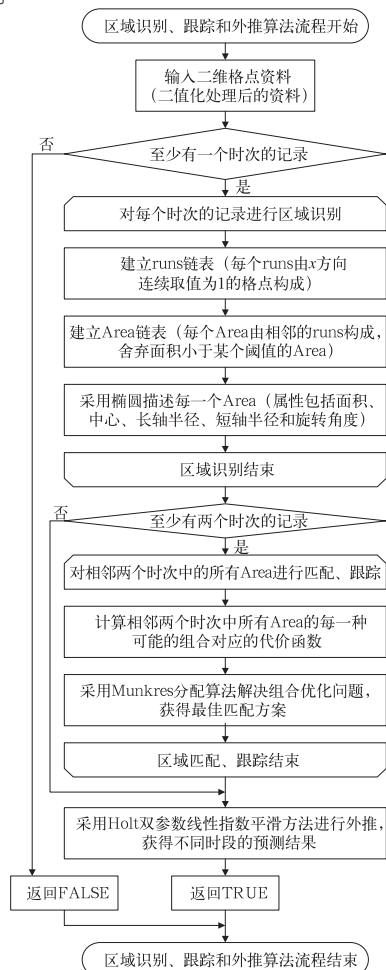 区域识别、跟踪和外推算法流程开始
输入二维格点资料
（二值化处理后的资料）
否
至少有一个时次的记录
是
对每个时次的记录进行区域识别
建立runs链表（每个runs由x方向
连续取值为1的格点构成）
建立Area链表（每个Area由相邻的runs构成，
舍弃面积小于某个阈值的Area）
采用椭圆描述每一个Area（属性包括面积、
中心、长轴半径、短轴半径和旋转角度）
区域识别结束
否
至少有两个时次的记录
是
对相邻两个时次中的所有Area进行匹配、跟踪
计算相邻两个时次中所有Area的每一种
可能的组合对应的代价函数
采用Munkres分配算法解决组合优化问题，
获得最佳匹配方案
区域匹配、跟踪结束
采用Holt双参数线性指数平滑方法进行外推，
获得不同时段的预测结果
返回FALSE
返回TRUE
区域识别、跟踪和外推算法流程结束